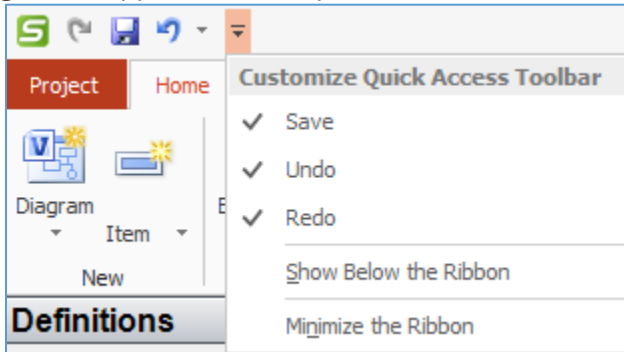 Project Home Customize Quick Access Toolbar
Save
Undo
Redo
Diagram
Item
New
Show Below the Ribbon
Definitions
Minimize the Ribbon